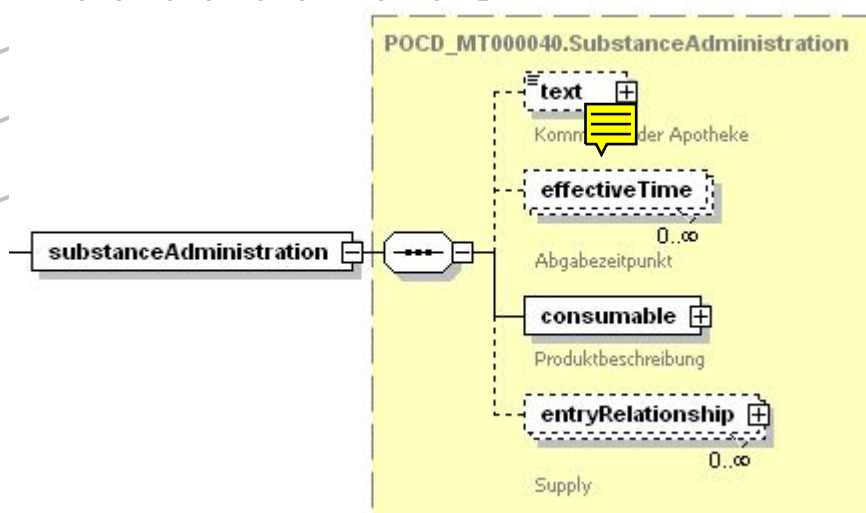 POCD_MT000040.SubstanceAdministration
text
der Apotheke
effectiveTime
0..∞
Abgabezeitpunkt
substanceAdministration
consumable
Produktbeschreibung
entryRelationship
0..∞
Supply